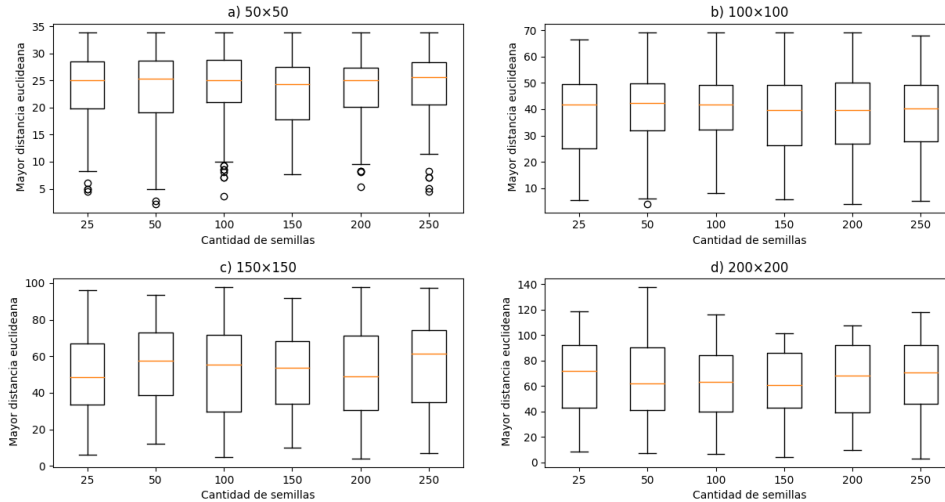 a) 50×50
Mayor distancia euclideana
35
30
25
20
15
10
5
25 50 100 150 200 250
Cantidad de semillas
b) 100×100
Mayor distancia euclideana
70
60
50
40
30
20
10
25 50 100 150 200 250
Cantidad de semillas
c) 150×150
Mayor distancia euclideana
100
80
60
40
20
0
25 50 100 150 200 250
Cantidad de semillas
d) 200×200
Mayor distancia euclideana
140
120
100
80
60
40
20
0
25 50 100 150 200 250
Cantidad de semillas